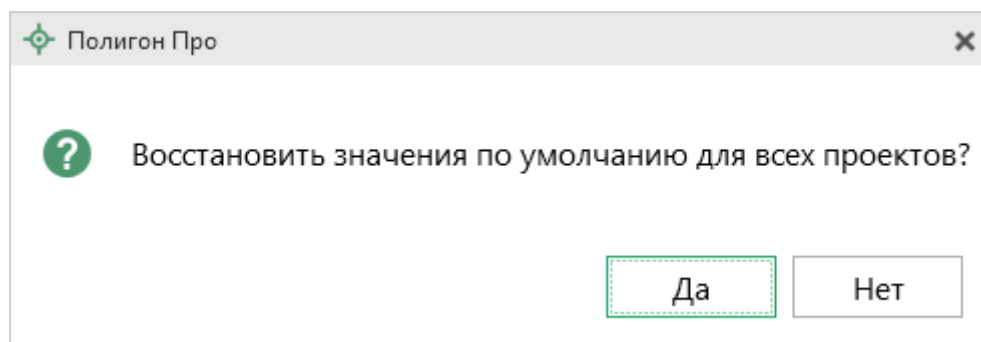 Полигон Про
Восстановить значения по умолчанию для всех проектов?
Да Нет